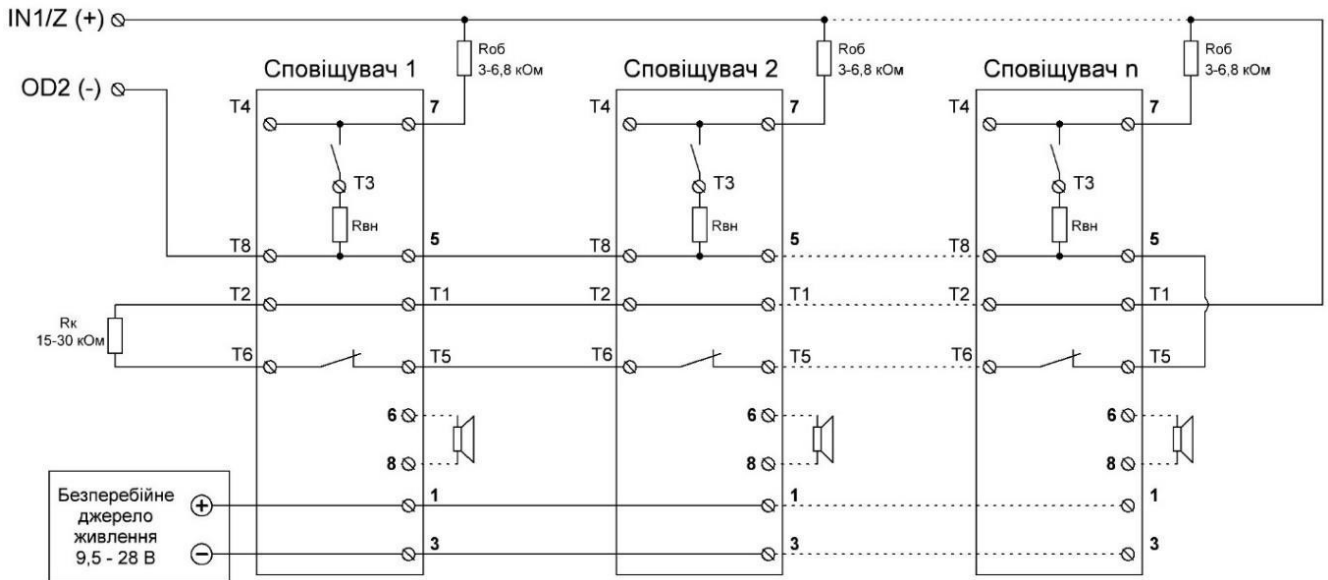 IN1/Z (+)
OD2 (-)
Rоб
3-6,8 кОм
Rоб
3-6,8 кОм
Rоб
3-6,8 кОм
Сповіщувач 1
Сповіщувач 2
Сповіщувач n
T4 7 T4 7 T4 7
T3 T3 T3
Rвн Rвн Rвн
T8 5 T8 5 T8 5
T2 T1 T2 T1 T2 T1
Rк
15-30 кОм
T6 T5 T6 T5 T6 T5
6 6 6
8 8 8
Безперебійне
джерело
живлення
9,5 - 28 В
+
−
1 1 1
3 3 3